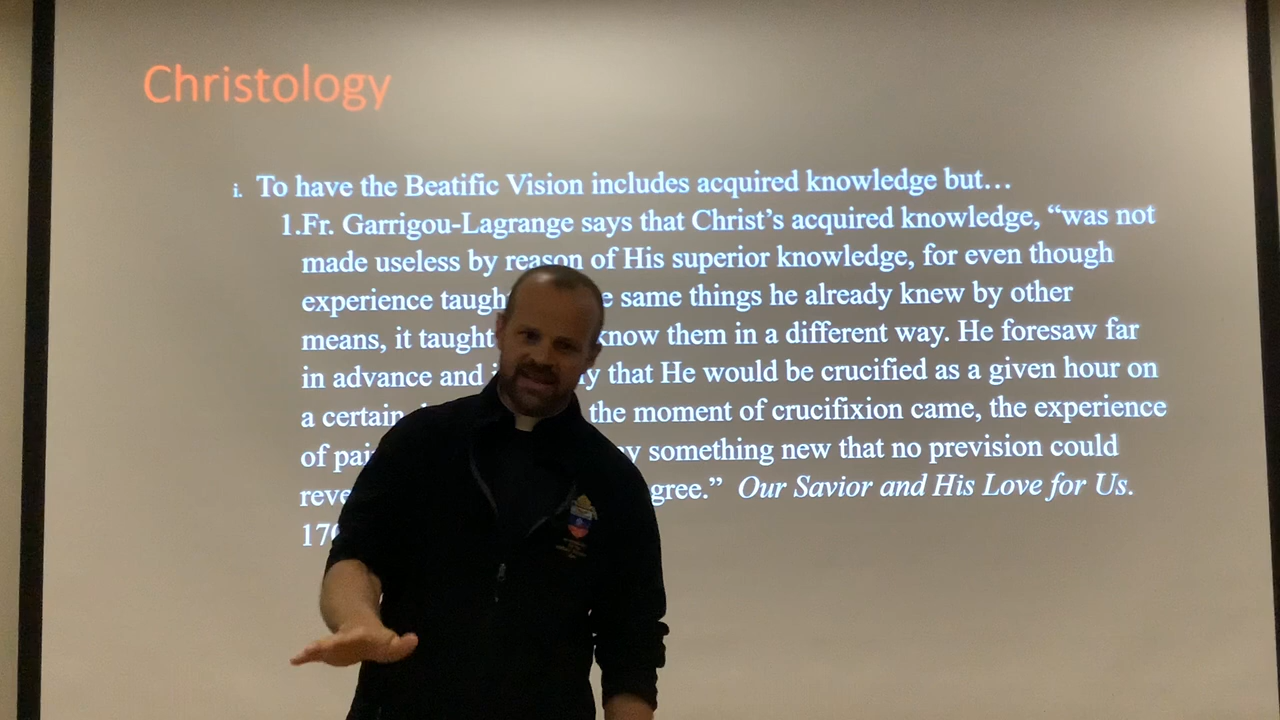 Christology
i. To have the Beatific Vision includes acquired knowledge but…
1.Fr. Garrigou-Lagrange says that Christ’s acquired knowledge, “was not
made useless by reason of His superior knowledge, for even though
experience same things he already knew by other
means, it taught know them in a different way. He foresaw far
in advance and that He would be crucified as a given hour on
a certain the moment of crucifixion came, the experience
of something new that no prevision could
Our Savior and His Love for Us.